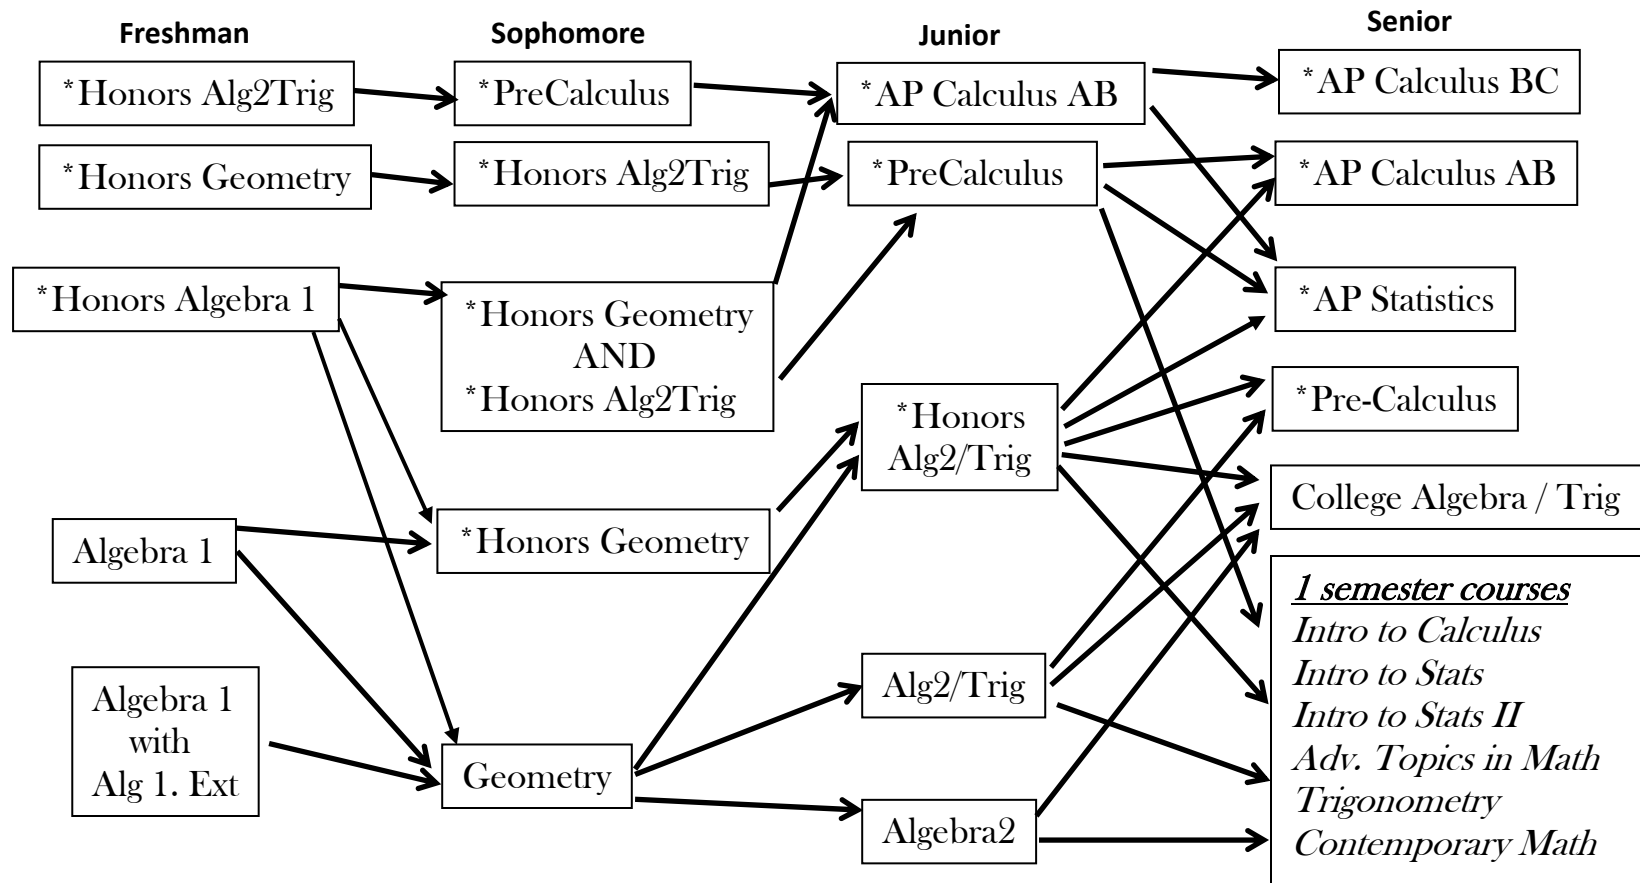 Freshman
Sophomore
Junior
Senior
*Honors Alg2Trig
*PreCalculus
*AP Calculus AB
*AP Calculus BC
*Honors Geometry
*Honors Alg2Trig
*PreCalculus
*AP Calculus AB
*Honors Algebra 1
*Honors Geometry
AND
*Honors Alg2Trig
*AP Statistics
*Honors
Alg2/Trig
*Pre-Calculus
Algebra 1
*Honors Geometry
College Algebra / Trig
Algebra 1
with
Alg 1. Ext
Geometry
Alg2/Trig
Algebra2
1 semester courses
Intro to Calculus
Intro to Stats
Intro to Stats II
Adv. Topics in Math
Trigonometry
Contemporary Math